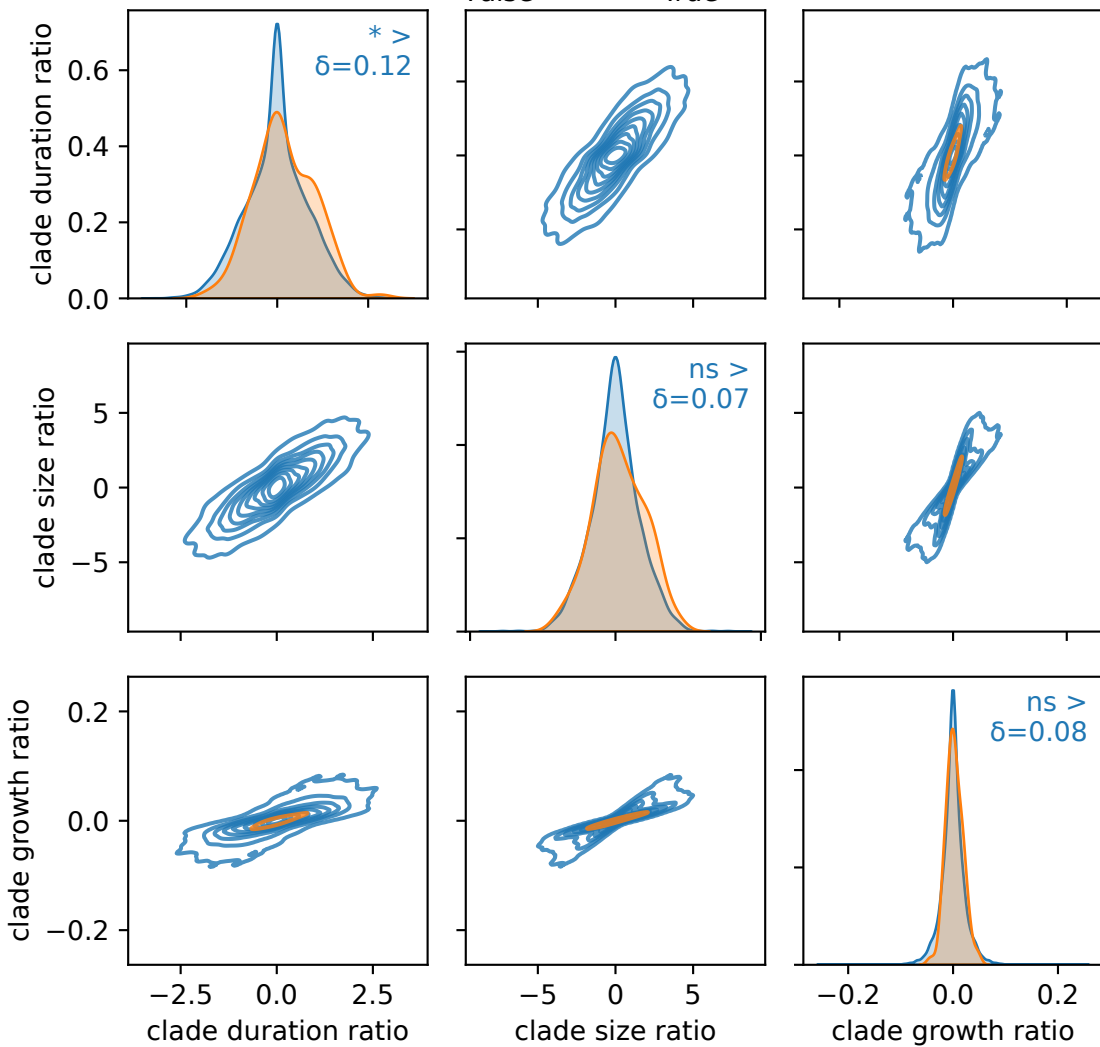 clade duration ratio
0.6
0.4
0.2
0.0
* >
δ=0.12
clade size ratio
5
0
−5
ns >
δ=0.07
clade growth ratio
0.2
0.0
−0.2
ns >
δ=0.08
−2.5 0.0 2.5
−5 0 5
−0.2 0.0 0.2
clade duration ratio
clade size ratio
clade growth ratio